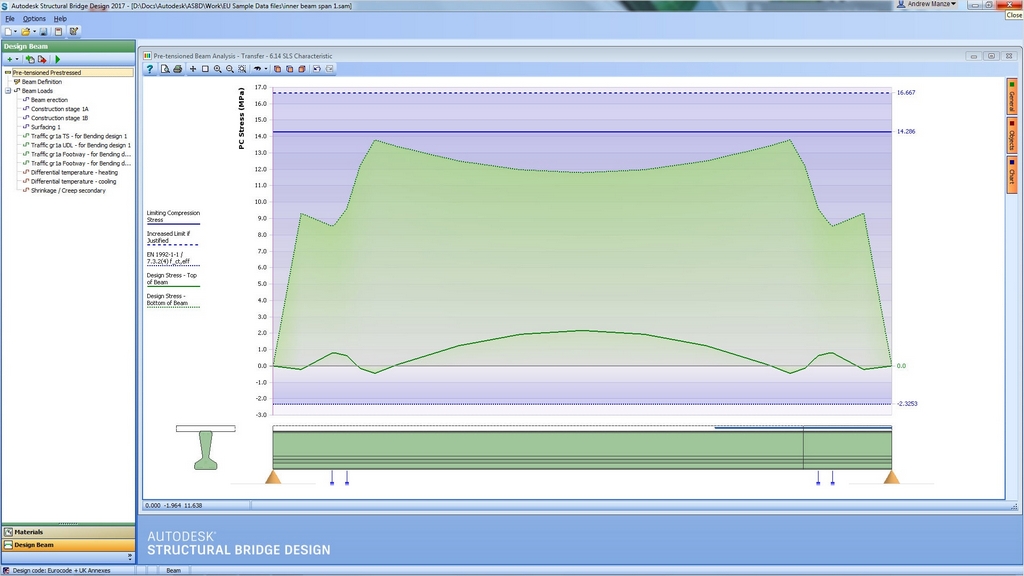 Autodesk Structural Bridge Design 2017 - [D:\Docs\Autodesk\ASBD\Work\EU Sample Data files\inner beam span 1.sam]
Andrew Manze
File Options Help
Close
Design Beam
Pre-tensioned Prestressed
Beam Definition
Beam Loads
Beam erection
Construction stage 1A
Construction stage 1B
Surfacing 1
Traffic gr1a TS - for Bending design 1
Traffic gr1a UDL - for Bending design 1
Traffic gr1a Footway - for Bending d...
Traffic gr1a Footway - for Bending d...
Differential temperature - heating
Differential temperature - cooling
Shrinkage / Creep secondary
Materials
Design Beam
Pre-tensioned Beam Analysis - Transfer - 6.14 SLS Characteristic
PC Stress (MPa)
17.0
16.0
15.0
14.0
13.0
12.0
11.0
10.0
9.0
8.0
7.0
6.0
5.0
4.0
3.0
2.0
1.0
0.0
-1.0
-2.0
-3.0
16.667
14.286
0.0
-2.3253
Limiting Compression
Stress
Increased Limit if
Justified
EN 1992-1-1 /
7.3.2(4) f_ct,eff
Design Stress - Top
of Beam
Design Stress -
Bottom of Beam
General
Objects
Chart
0.000 -1.964 11.638
AUTODESK®
STRUCTURAL BRIDGE DESIGN
Design code: Eurocode + UK Annexes
Beam